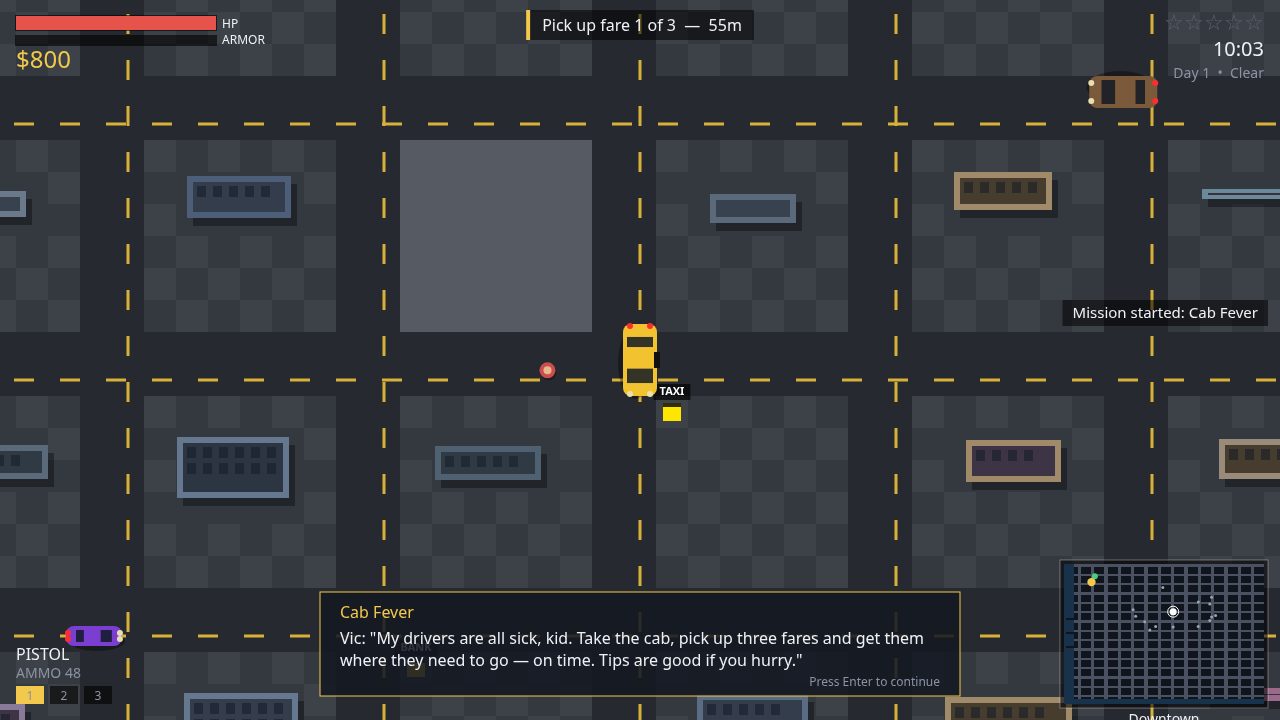 HP
ARMOR
$800
Pick up fare 1 of 3 — 55m
☆☆☆☆☆
10:03
Day 1 • Clear
Mission started: Cab Fever
TAXI
Cab Fever
Vic: "My drivers are all sick, kid. Take the cab, pick up three fares and get them
where they need to go — on time. Tips are good if you hurry."
BANK
Press Enter to continue
PISTOL
AMMO 48
1 2 3
Downtown